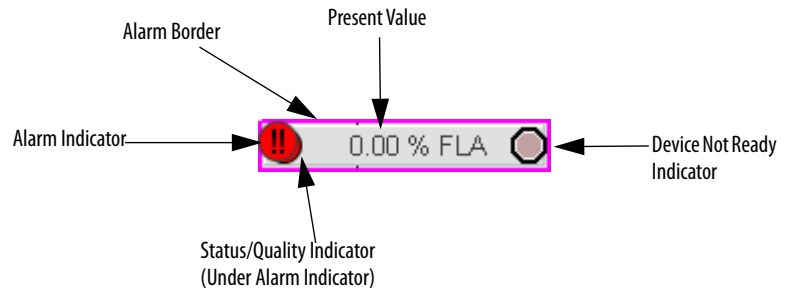 Present Value
Alarm Border
Alarm Indicator
!!
0.00 % FLA
Device Not Ready
Indicator
Status/Quality Indicator
(Under Alarm Indicator)